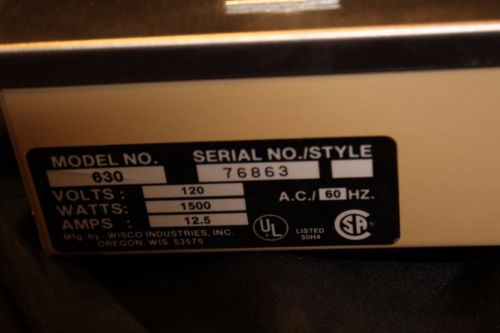 MODEL NO. SERIAL NO./STYLE
630 76863
VOLTS : 120 A.C./ 60 HZ.
WATTS: 1500
AMPS : 12.5
Mfg. by - WISCO INDUSTRIES, INC.
OREGON, WIS. 53575
UL LISTED
30H4
SA